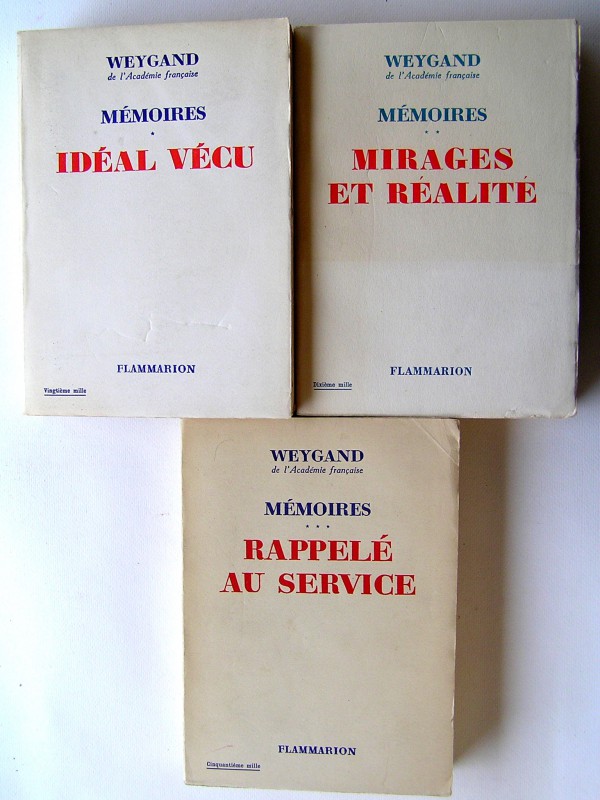 WEYGAND
de l'Académie française
MÉMOIRES
*
IDÉAL VÉCU
FLAMMARION
Vingtième mille
WEYGAND
de l'Académie française
MÉMOIRES
* *
MIRAGES
ET RÉALITÉ
FLAMMARION
Dixième mille
WEYGAND
de l'Académie française
MÉMOIRES
* * *
RAPPELÉ
AU SERVICE
FLAMMARION
Cinquantième mille